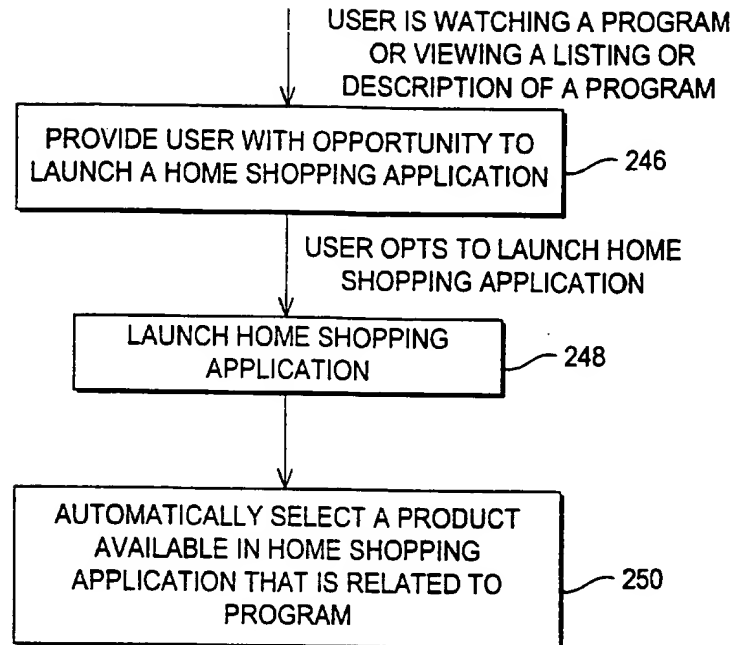 USER IS WATCHING A PROGRAM
OR VIEWING A LISTING OR
DESCRIPTION OF A PROGRAM
PROVIDE USER WITH OPPORTUNITY TO
LAUNCH A HOME SHOPPING APPLICATION
246
USER OPTS TO LAUNCH HOME
SHOPPING APPLICATION
LAUNCH HOME SHOPPING
APPLICATION
248
AUTOMATICALLY SELECT A PRODUCT
AVAILABLE IN HOME SHOPPING
APPLICATION THAT IS RELATED TO
PROGRAM
250